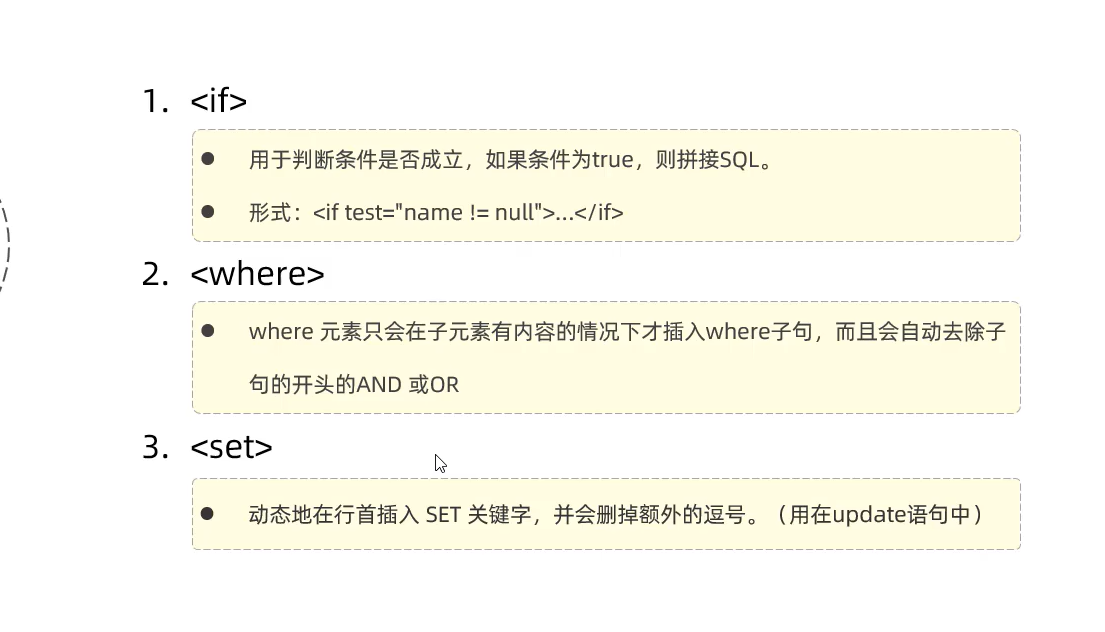 1. <if>
● 用于判断条件是否成立，如果条件为true，则拼接SQL。
● 形式：<if test="name != null">…</if>
2. <where>
● where 元素只会在子元素有内容的情况下才插入where子句，而且会自动去除子
句的开头的AND 或OR
3. <set>
● 动态地在行首插入 SET 关键字，并会删掉额外的逗号。（用在update语句中）